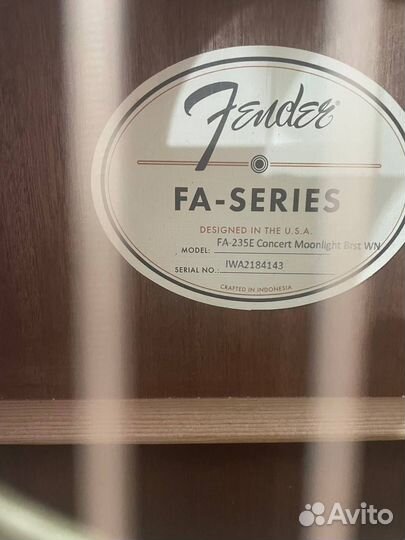 Fender
FA-SERIES
DESIGNED IN THE U.S.A.
MODEL: FA-235E Concert Moonlight Brst WN
SERIAL NO.: IWA2184143
CRAFTED IN INDONESIA
Avito